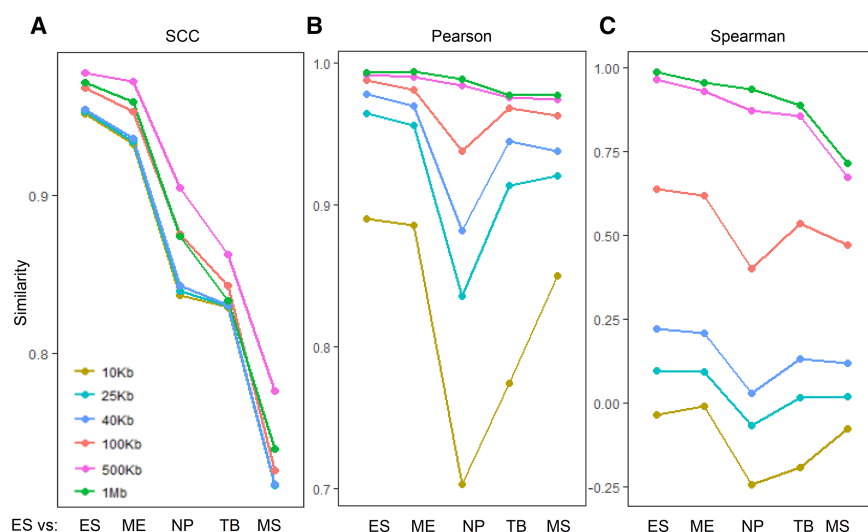 A
SCC
B
Pearson
C
Spearman
Similarity
0.9
0.8
10Kb
25Kb
40Kb
100Kb
500Kb
1Mb
1.0
0.9
0.8
0.7
1.00
0.75
0.50
0.25
0.00
-0.25
ES vs: ES ME NP TB MS
ES ME NP TB MS
ES ME NP TB MS